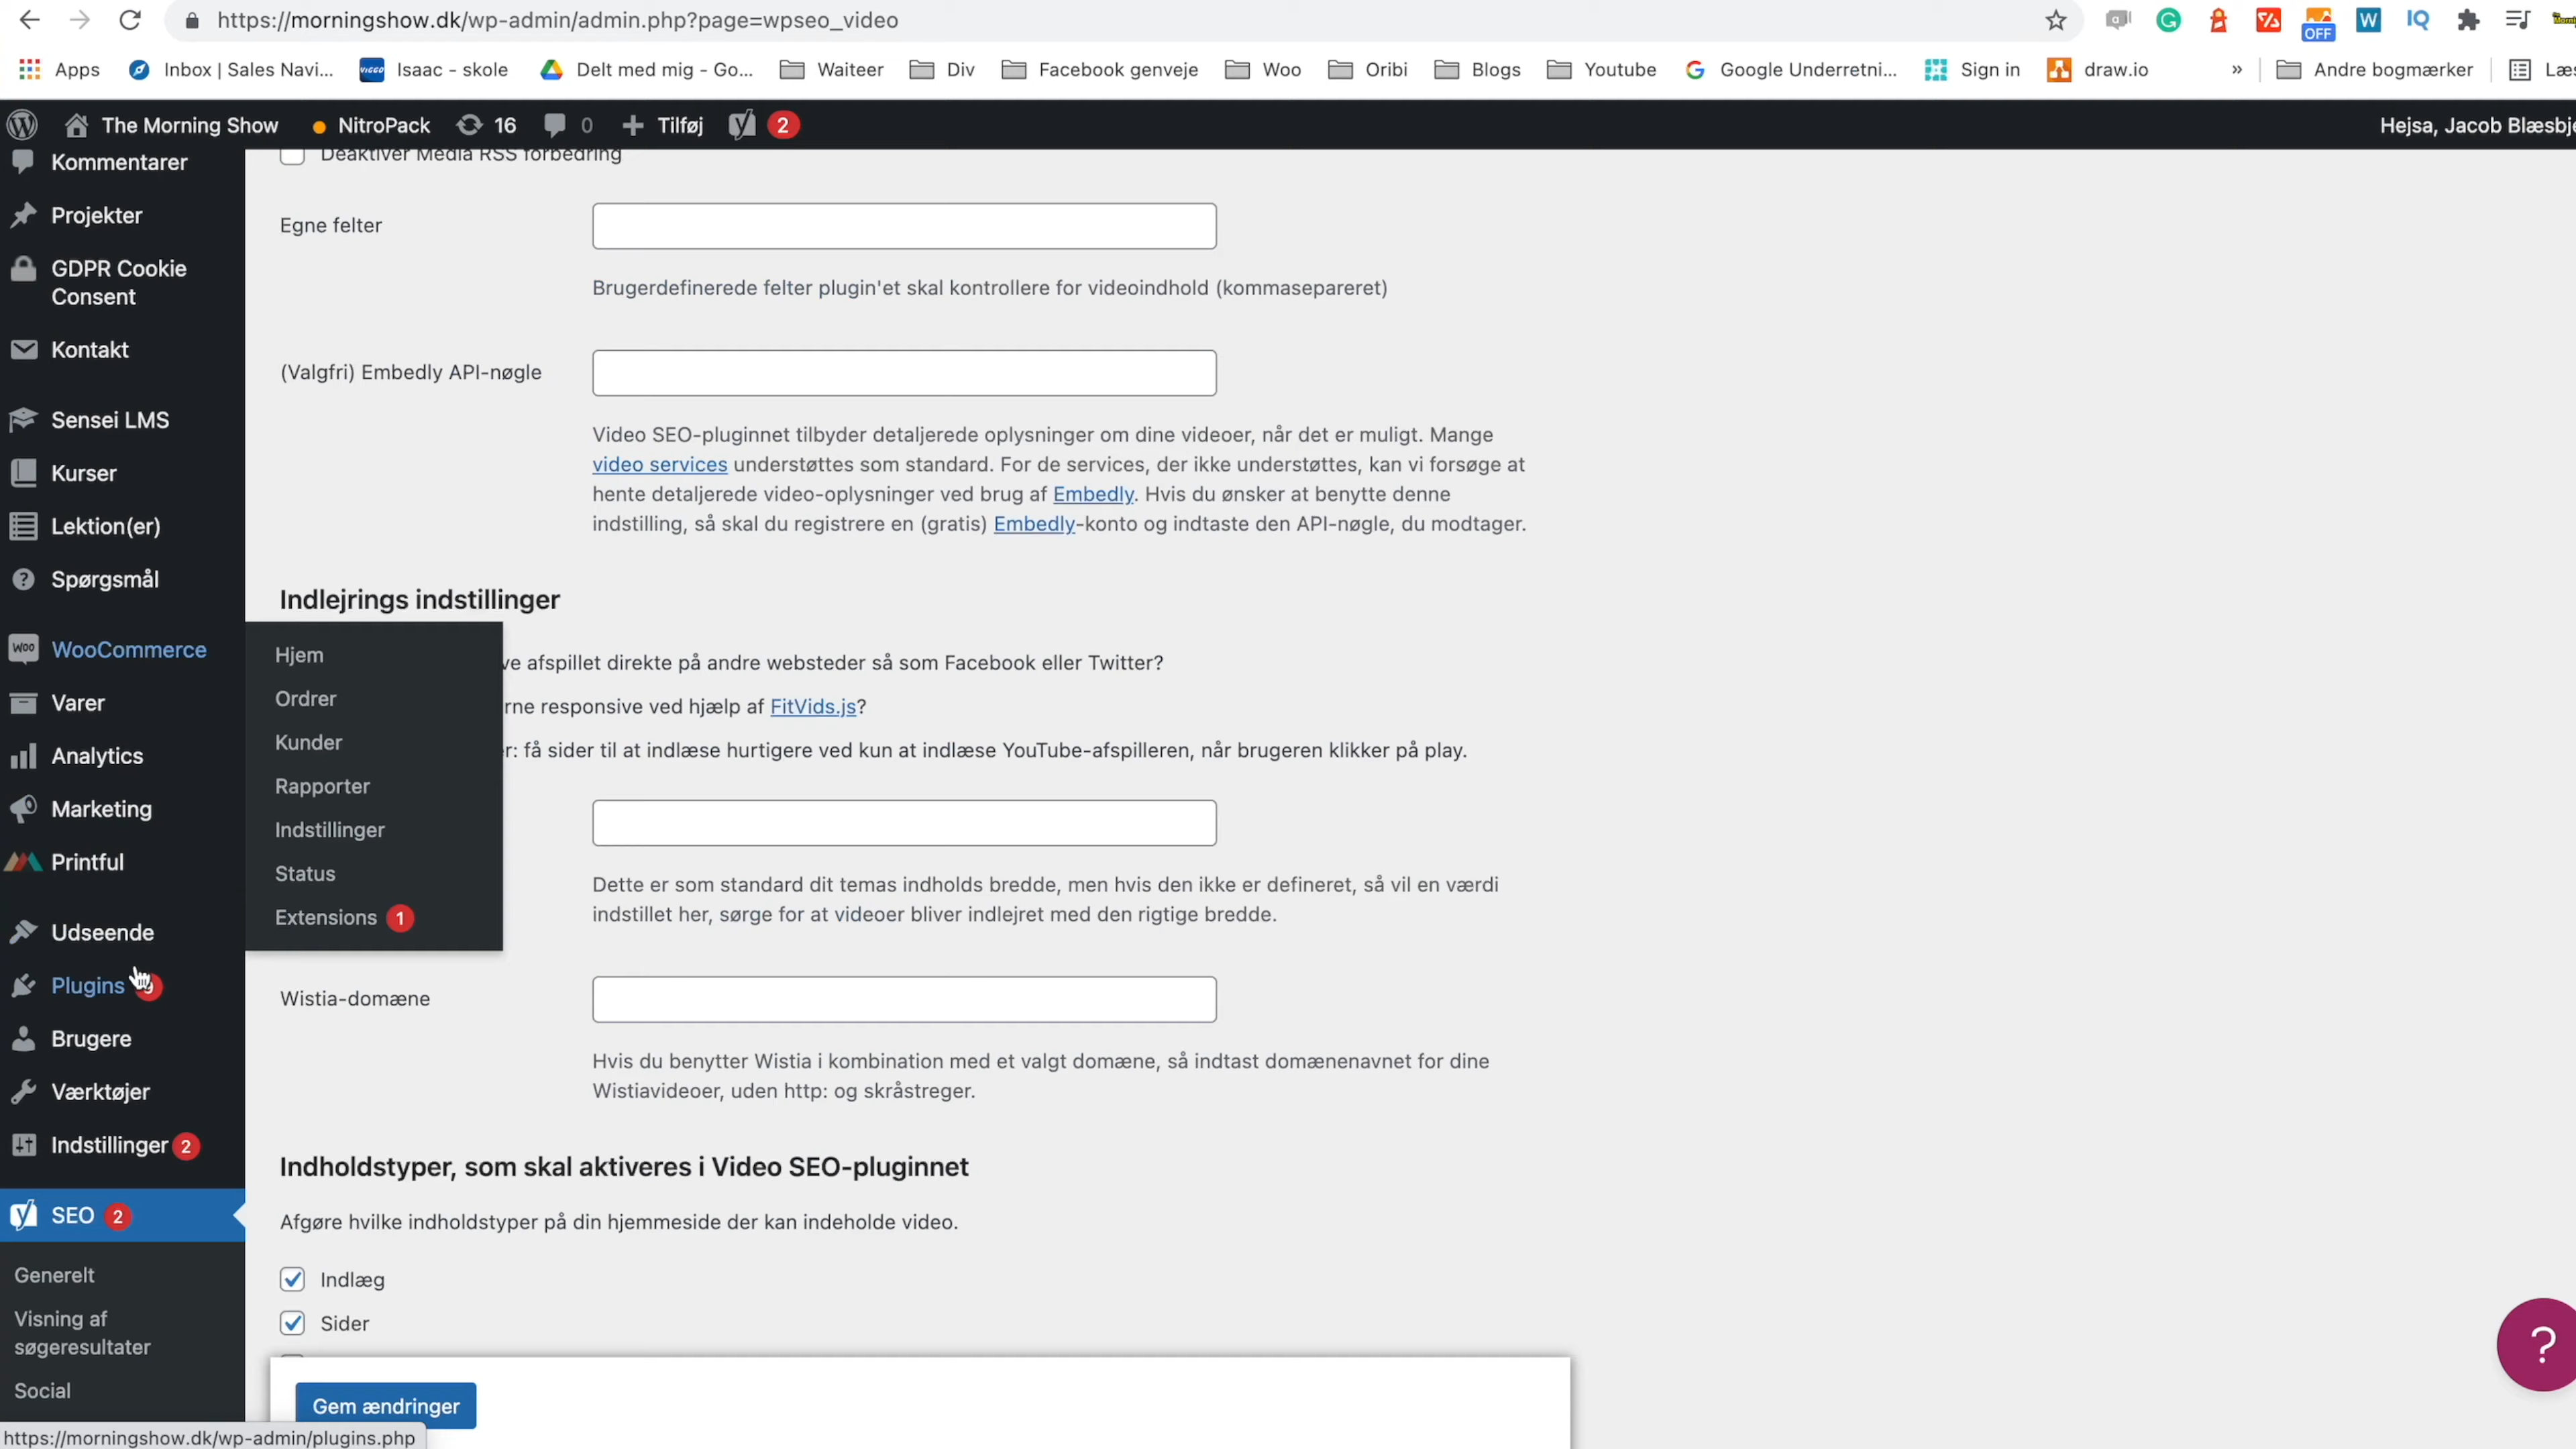 https://morningshow.dk/wp-admin/admin.php?page=wpseo_video
OFF
W
IQ
Apps
Inbox | Sales Navi...
Isaac - skole
Delt med mig - Go...
Waiteer
Div
Facebook genveje
Woo
Oribi
Blogs
Youtube
Google Underretni...
Sign in
draw.io
»
Andre bogmærker
The Morning Show
NitroPack
16
0
Tilføj
2
Hejsa, Jacob Blæsbje
Kommentarer
Projekter
GDPR Cookie
Consent
Kontakt
Sensei LMS
Kurser
Lektion(er)
Spørgsmål
WooCommerce
Varer
Analytics
Marketing
Printful
Udseende
Plugins
Brugere
Værktøjer
Indstillinger 2
SEO 2
Generelt
Visning af
søgeresultater
Social
Hjem
Ordrer
Kunder
Rapporter
Indstillinger
Status
Extensions 1
Deaktiver Media RSS forbedring
Egne felter
Brugerdefinerede felter plugin'et skal kontrollere for videoindhold (kommasepareret)
(Valgfri) Embedly API-nøgle
Video SEO-pluginnet tilbyder detaljerede oplysninger om dine videoer, når det er muligt. Mange
video services understøttes som standard. For de services, der ikke understøttes, kan vi forsøge at
hente detaljerede video-oplysninger ved brug af Embedly. Hvis du ønsker at benytte denne
indstilling, så skal du registrere en (gratis) Embedly-konto og indtaste den API-nøgle, du modtager.
Indlejrings indstillinger
ve afspillet direkte på andre websteder så som Facebook eller Twitter?
rne responsive ved hjælp af FitVids.js?
r: få sider til at indlæse hurtigere ved kun at indlæse YouTube-afspilleren, når brugeren klikker på play.
Dette er som standard dit temas indholds bredde, men hvis den ikke er defineret, så vil en værdi
indstillet her, sørge for at videoer bliver indlejret med den rigtige bredde.
Wistia-domæne
Hvis du benytter Wistia i kombination med et valgt domæne, så indtast domænenavnet for dine
Wistiavideoer, uden http: og skråstreger.
Indholdstyper, som skal aktiveres i Video SEO-pluginnet
Afgøre hvilke indholdstyper på din hjemmeside der kan indeholde video.
Indlæg
Sider
Gem ændringer
?
https://morningshow.dk/wp-admin/plugins.php